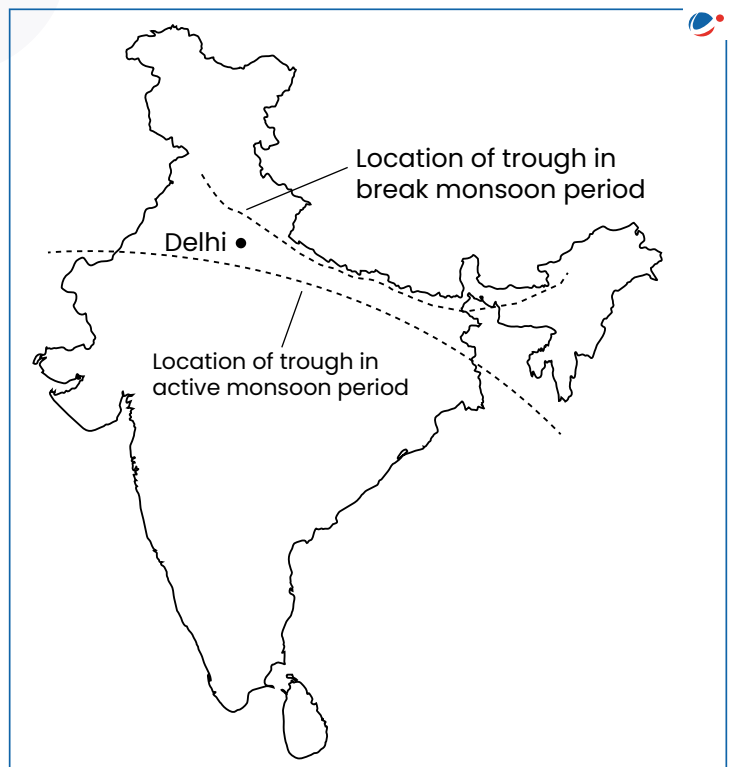 Location of trough in
break monsoon period
Delhi
Location of trough in
active monsoon period